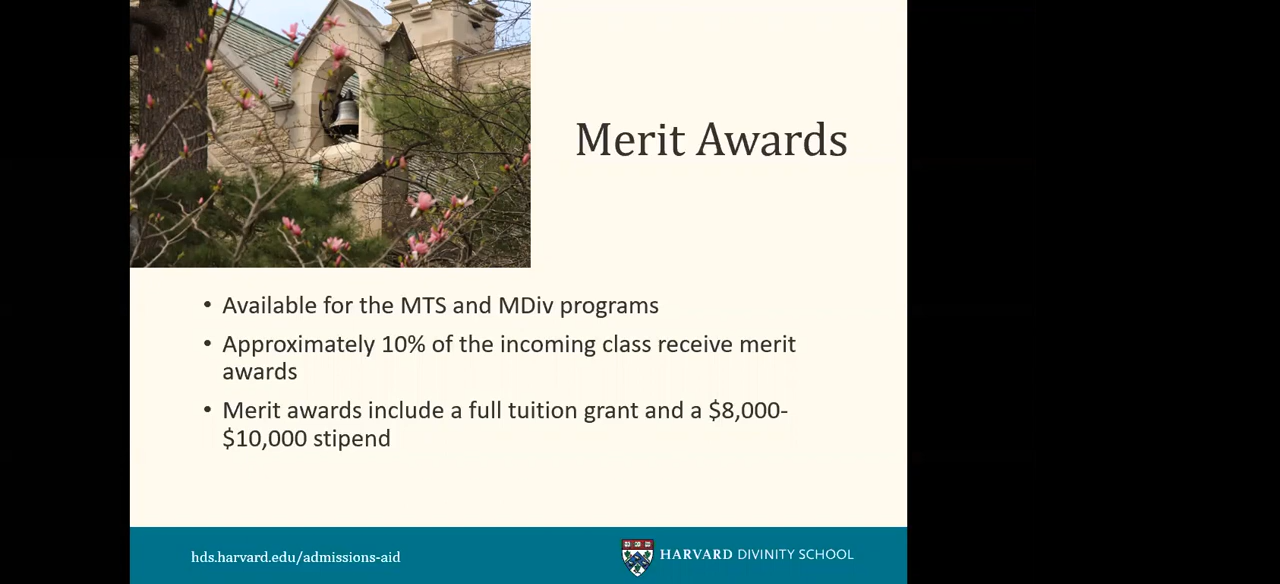 Merit Awards
• Available for the MTS and MDiv programs
• Approximately 10% of the incoming class receive merit
awards
• Merit awards include a full tuition grant and a $8,000-
$10,000 stipend
hds.harvard.edu/admissions-aid
HARVARD DIVINITY SCHOOL